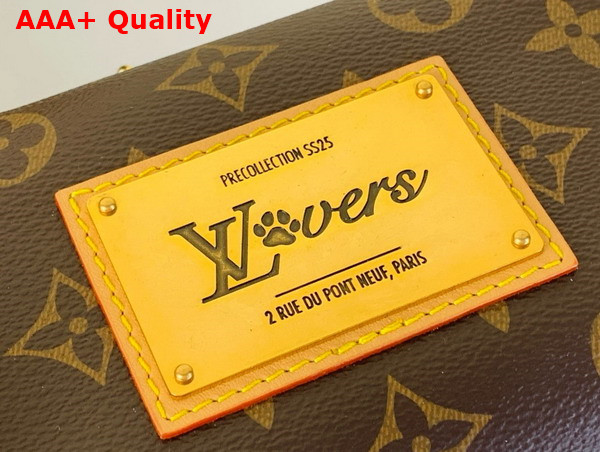 AAA+ Quality
PRECOLLECTION SS25
LVovers
2 RUE DU PONT NEUF, PARIS